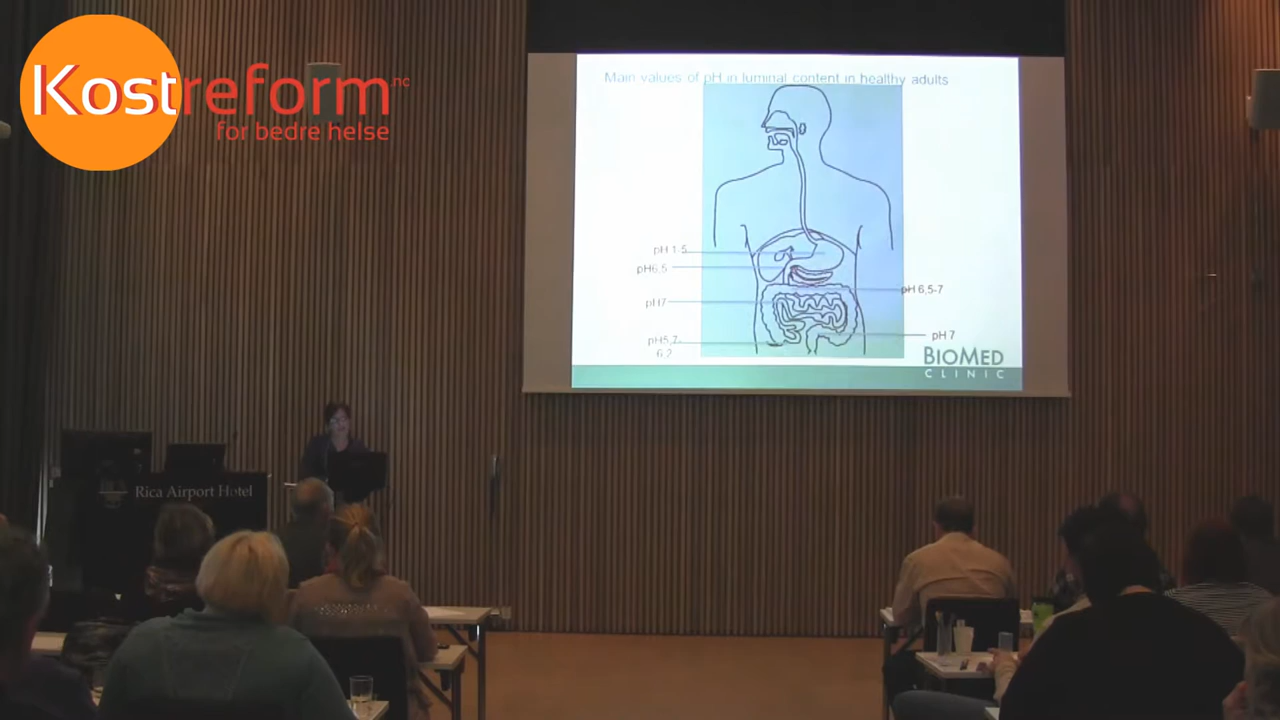 Kostreform
nc
for bedre helse
Main values of pH in luminal content in healthy adults
pH 1.5
pH6,5
pH 6,5-7
pH7
pH 7
pH5,7-
6.2
BIOMED
CLINIC
Rica Airport Hotel